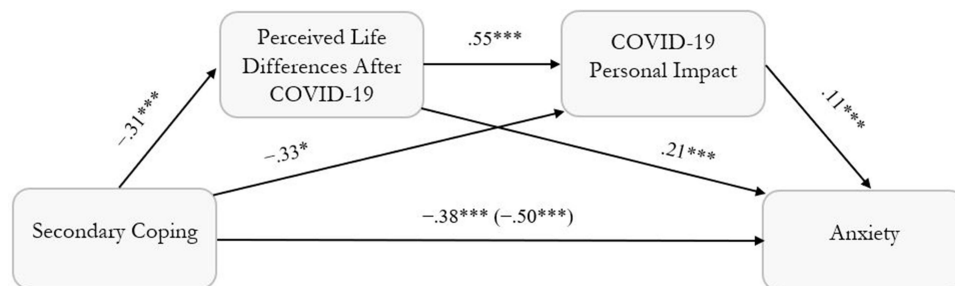 Perceived Life
Differences After
COVID-19
.55***
COVID-19
Personal Impact
−.31***
.11***
−.33*
.21***
Secondary Coping
−.38*** (−.50***)
Anxiety